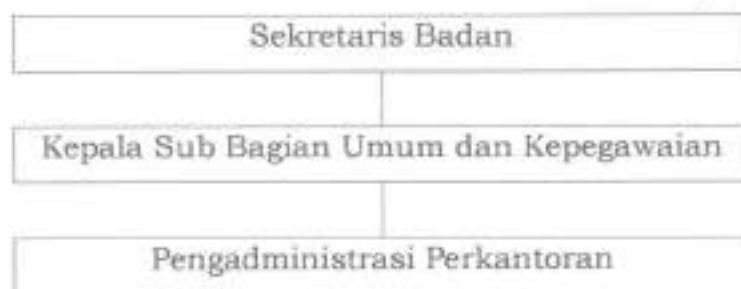 Sekretaris Badan
Kepala Sub Bagian Umum dan Kepegawaian
Pengadministrasi Perkantoran